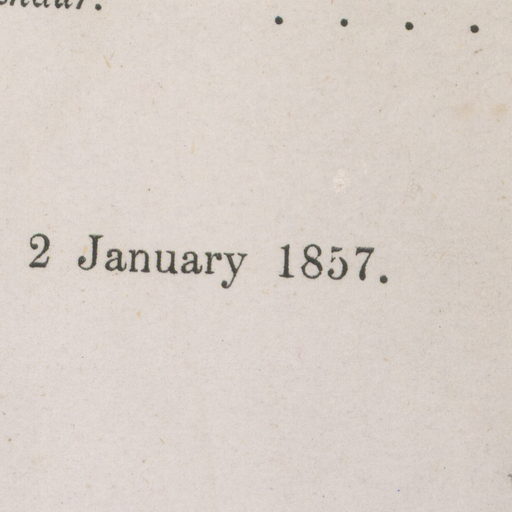 . . . .
2 January 1857.